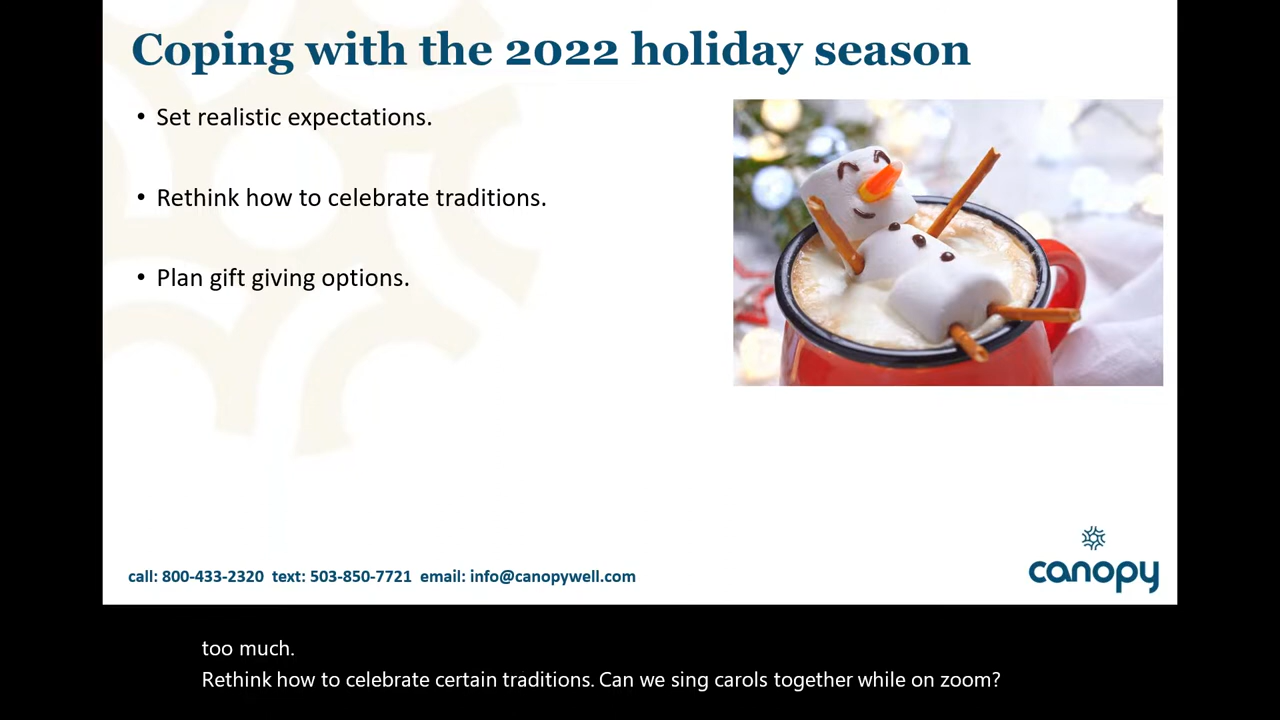 Coping with the 2022 holiday season
• Set realistic expectations.
• Rethink how to celebrate traditions.
• Plan gift giving options.
call: 800-433-2320 text: 503-850-7721 email: info@canopywell.com
canopy
too much.
Rethink how to celebrate certain traditions. Can we sing carols together while on zoom?